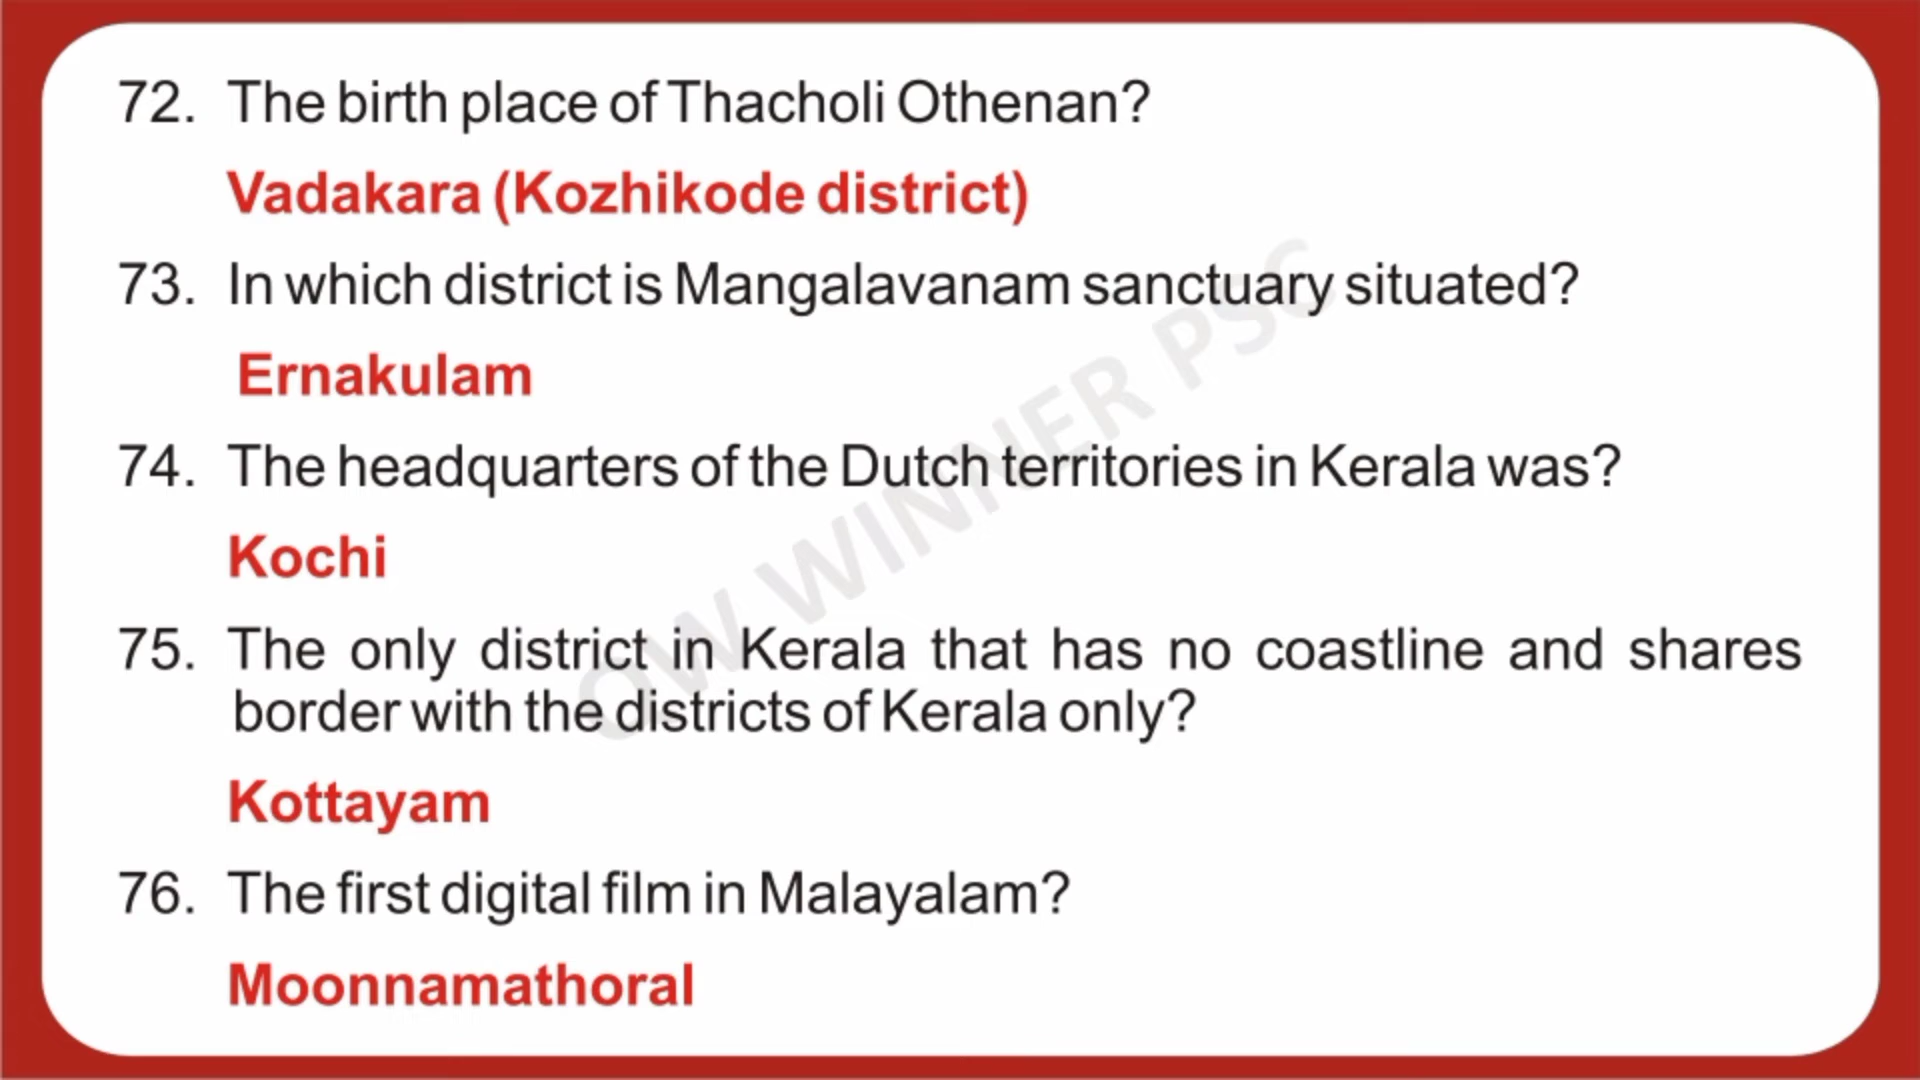 72. The birth place of Thacholi Othenan?
Vadakara (Kozhikode district)
73. In which district is Mangalavanam sanctuary situated?
Ernakulam
74. The headquarters of the Dutch territories in Kerala was?
Kochi
75. The only district in Kerala that has no coastline and shares
border with the districts of Kerala only?
Kottayam
76. The first digital film in Malayalam?
Moonnamathoral
OW WINNER PSC